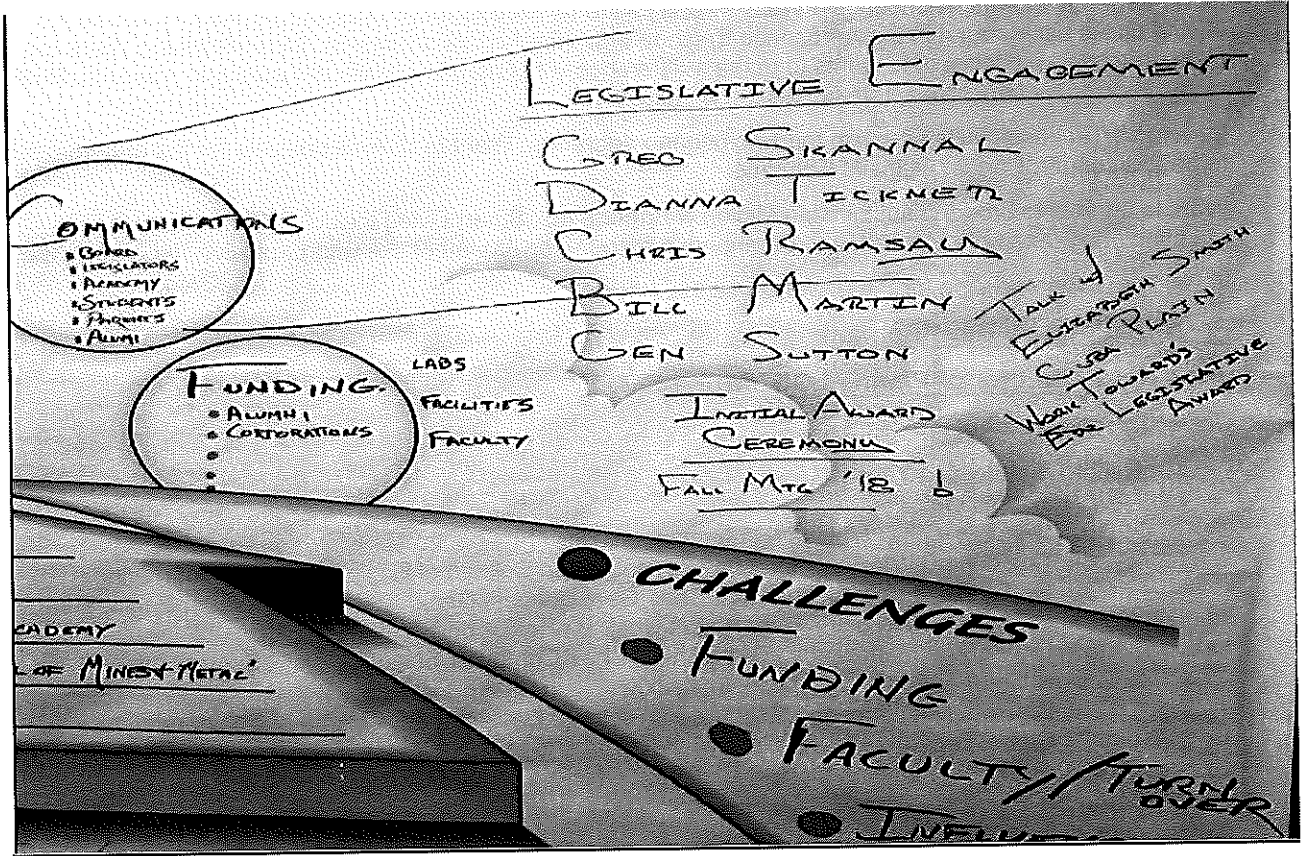 LEGISLATIVE ENGAGEMENT
GREG SKANNAL
DIANNA TICKNER
CHRIS RAMSAU
BILL MARTIN
GEN SUTTON
INITIAL AWARD
CEREMONY
FALL MTG '18 !
TALK w/
ELIZABETH SMITH
CUBA PLAIN
WORK TOWARD'S
FOR LEGISLATIVE
AWARD
COMMUNICATIONS
• BOARD
• LEGISLATORS
• ACADEMY
• STUDENTS
• PARENTS
• ALUMI
FUNDING.
• ALUMNI
• CORPORATIONS
LABS
FACILITIES
FACULTY
CADEMY
L OF MINES & METAL'
• CHALLENGES
• FUNDING
• FACULTY/TURN
OVER